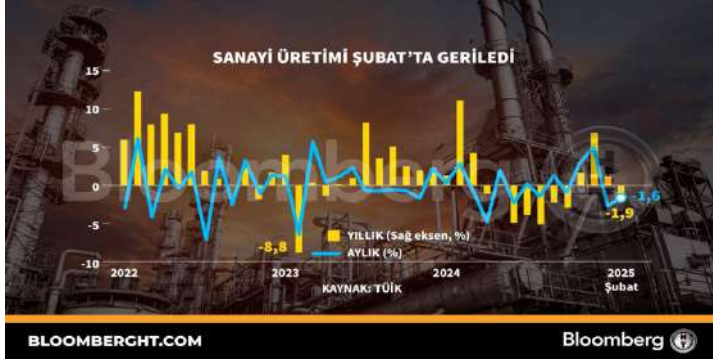 SANAYİ ÜRETİMİ ŞUBAT'TA GERİLEDİ
15
10
5
0
-5
-10
Bloomberg
-1,6
-1,9
-8,8
YILLIK (Sağ eksen, %)
AYLIK (%)
2022
2023
2024
2025
Şubat
KAYNAK: TÜİK
BLOOMBERGHT.COM
Bloomberg HT